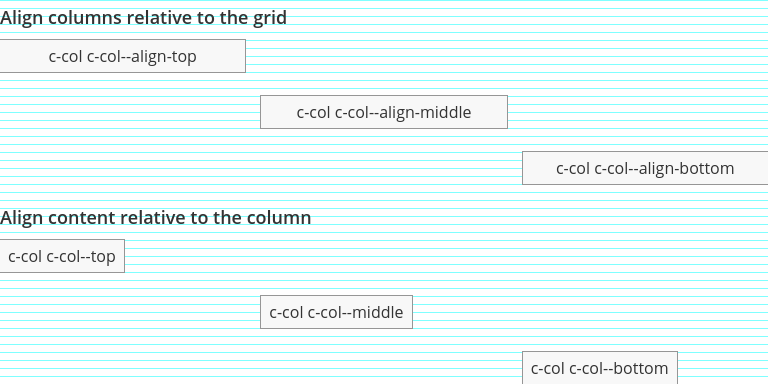 Align columns relative to the grid
c-col c-col--align-top
c-col c-col--align-middle
c-col c-col--align-bottom
Align content relative to the column
c-col c-col--top
c-col c-col--middle
c-col c-col--bottom